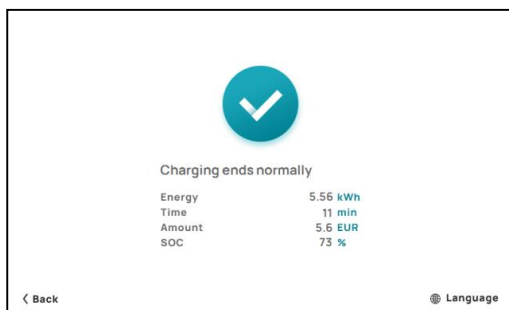 Charging ends normally
Energy 5.56 kWh
Time 11 min
Amount 5.6 EUR
SOC 73 %
< Back Language